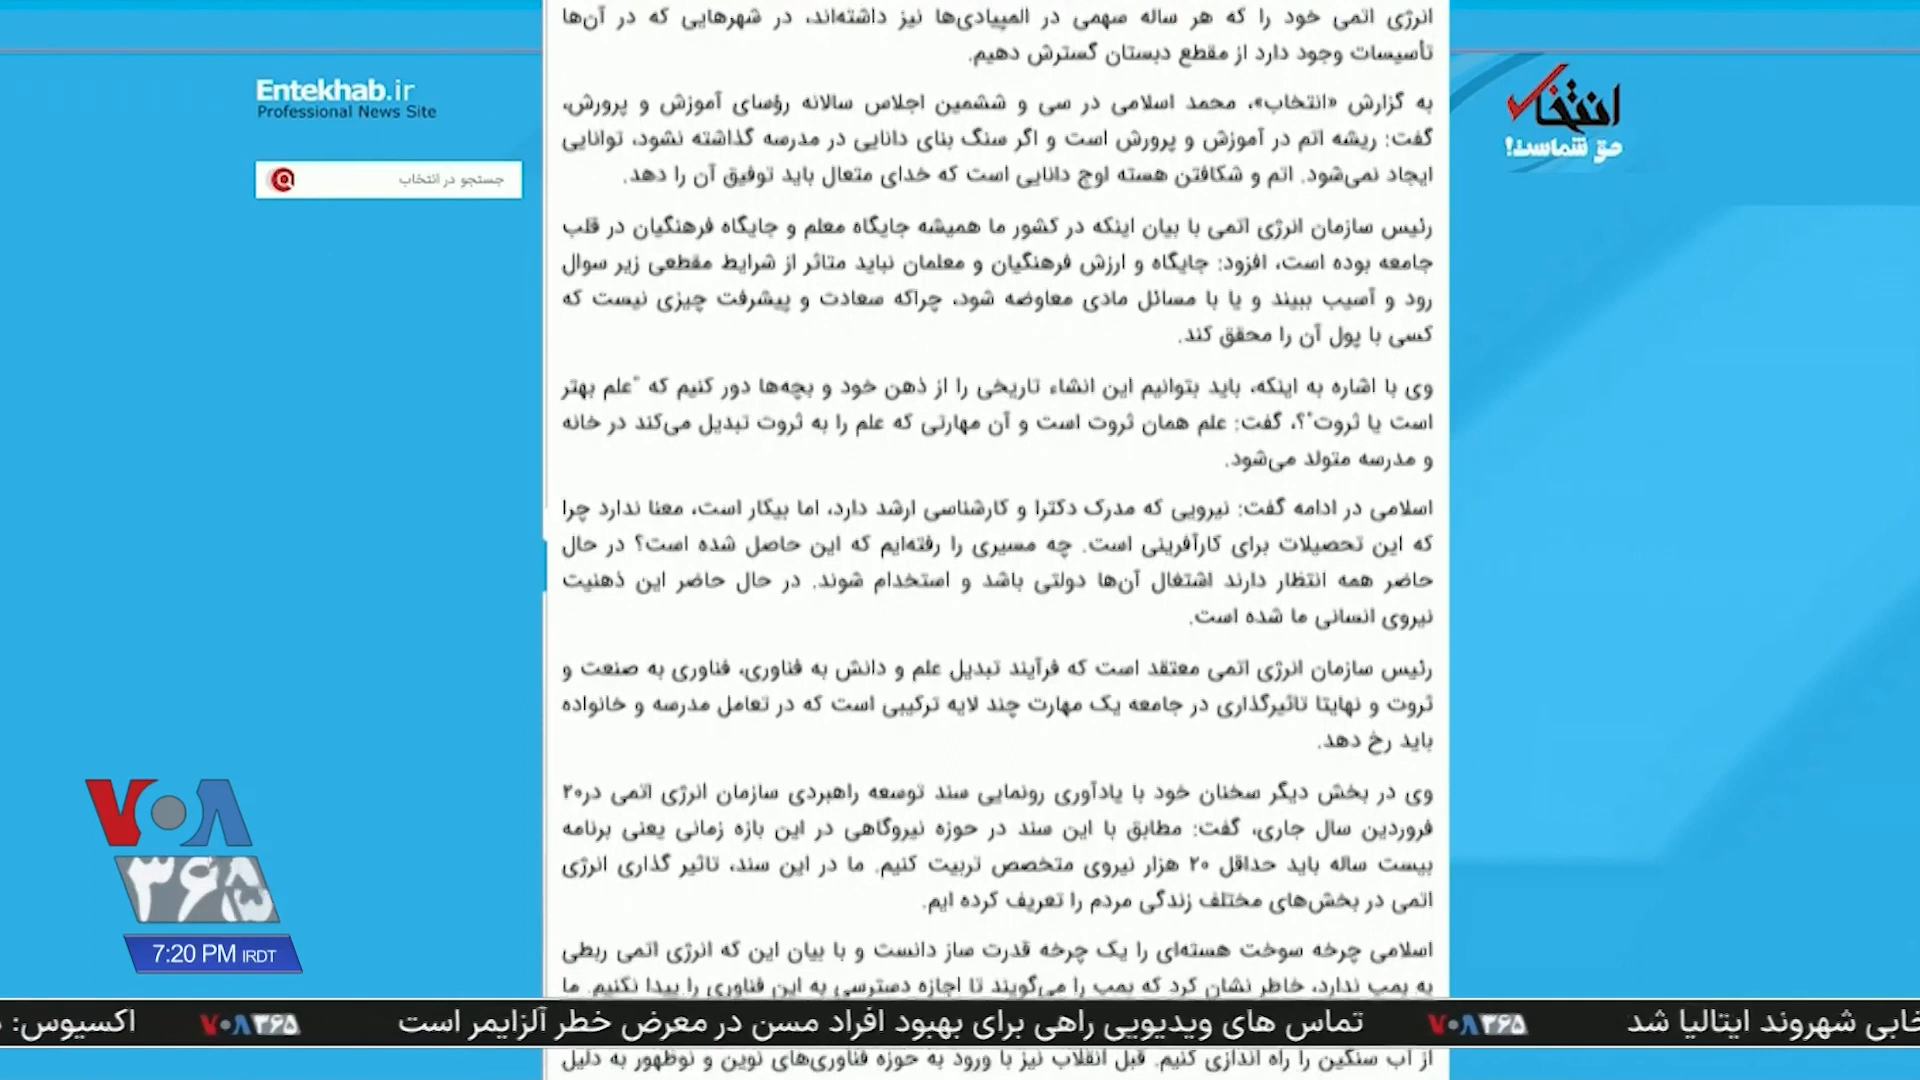 انرژی اتمی خود را که هر ساله سهمی در المپیادی‌ها نیز داشته‌اند، در شهرهایی که در آن‌ها
تأسیسات وجود دارد از مقطع دبستان گسترش دهیم.
Entekhab.ir
Professional News Site
جستجو در انتخاب
انتخاب
حق شماست!
به گزارش «انتخاب»، محمد اسلامی در سی و ششمین اجلاس سالانه رؤسای آموزش و پرورش،
گفت: ریشه اتم در آموزش و پرورش است و اگر سنگ بنای دانایی در مدرسه گذاشته نشود، توانایی
ایجاد نمی‌شود. اتم و شکافتن هسته اوج دانایی است که خدای متعال باید توفیق آن را دهد.
رئیس سازمان انرژی اتمی با بیان اینکه در کشور ما همیشه جایگاه معلم و جایگاه فرهنگیان در قلب
جامعه بوده است، افزود: جایگاه و ارزش فرهنگیان و معلمان نباید متاثر از شرایط مقطعی زیر سوال
رود و آسیب ببیند و یا با مسائل مادی معاوضه شود، چراکه سعادت و پیشرفت چیزی نیست که
کسی با پول آن را محقق کند.
وی با اشاره به اینکه، باید بتوانیم این انشاء تاریخی را از ذهن خود و بچه‌ها دور کنیم که "علم بهتر
است یا ثروت"؟، گفت: علم همان ثروت است و آن مهارتی که علم را به ثروت تبدیل می‌کند در خانه
و مدرسه متولد می‌شود.
اسلامی در ادامه گفت: نیرویی که مدرک دکترا و کارشناسی ارشد دارد، اما بیکار است، معنا ندارد چرا
که این تحصیلات برای کارآفرینی است. چه مسیری را رفته‌ایم که این حاصل شده است؟ در حال
حاضر همه انتظار دارند اشتغال آن‌ها دولتی باشد و استخدام شوند. در حال حاضر این ذهنیت
نیروی انسانی ما شده است.
رئیس سازمان انرژی اتمی معتقد است که فرآیند تبدیل علم و دانش به فناوری، فناوری به صنعت و
ثروت و نهایتا تاثیرگذاری در جامعه یک مهارت چند لایه ترکیبی است که در تعامل مدرسه و خانواده
باید رخ دهد.
وی در بخش دیگر سخنان خود با یادآوری رونمایی سند توسعه راهبردی سازمان انرژی اتمی در۲۰
فروردین سال جاری، گفت: مطابق با این سند در حوزه نیروگاهی در این بازه زمانی یعنی برنامه
بیست ساله باید حداقل ۲۰ هزار نیروی متخصص تربیت کنیم. ما در این سند، تاثیر گذاری انرژی
اتمی در بخش‌های مختلف زندگی مردم را تعریف کرده ایم.
اسلامی چرخه سوخت هسته‌ای را یک چرخه قدرت ساز دانست و با بیان این که انرژی اتمی ربطی
به بمب ندارد، خاطر نشان کرد که بمب را می‌گویند تا اجازه دسترسی به این فناوری را پیدا نکنیم. ما
VOA
۳۶۵
7:20 PM IRDT
خابی شهروند ایتالیا شد VOA۳۶۵ تماس های ویدیویی راهی برای بهبود افراد مسن در معرض خطر آلزایمر است VOA۳۶۵ اکسیوس:
از آب سنگین را راه اندازی کنیم. قبل انقلاب نیز با ورود به حوزه فناوری‌های نوین و نوظهور به دلیل